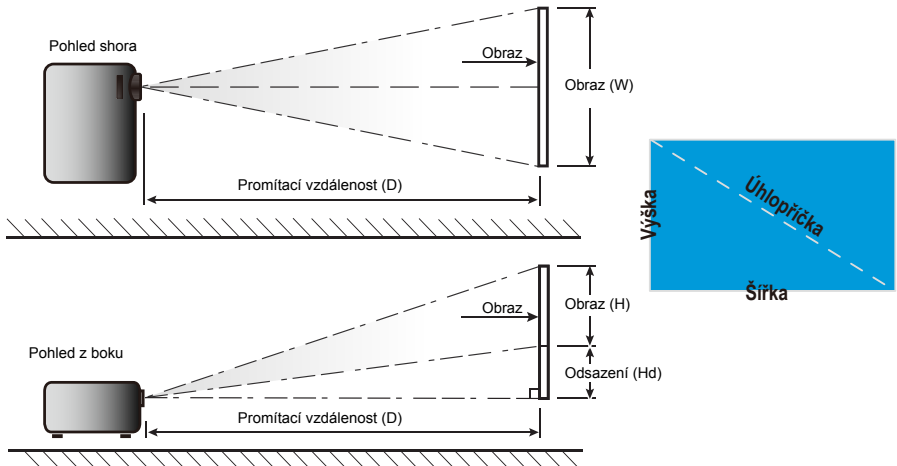 Pohled shora
Obraz
Obraz (W)
Promítací vzdálenost (D)
Výška
Úhlopříčka
Šířka
Pohled z boku
Obraz
Obraz (H)
Odsazení (Hd)
Promítací vzdálenost (D)